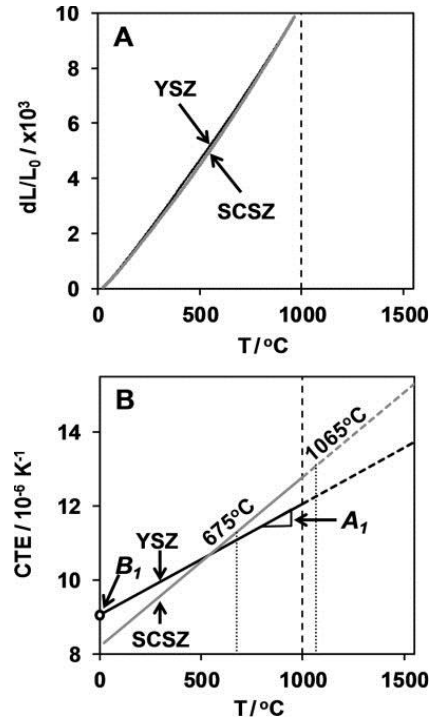 A
10
8
6
4
2
0
dL/L₀ / x10³
YSZ
SCSZ
0 500 1000 1500
T / °C
B
14
12
10
8
CTE / 10⁻⁶ K⁻¹
1065°C
675°C
A₁
YSZ
B₁
SCSZ
0 500 1000 1500
T / °C